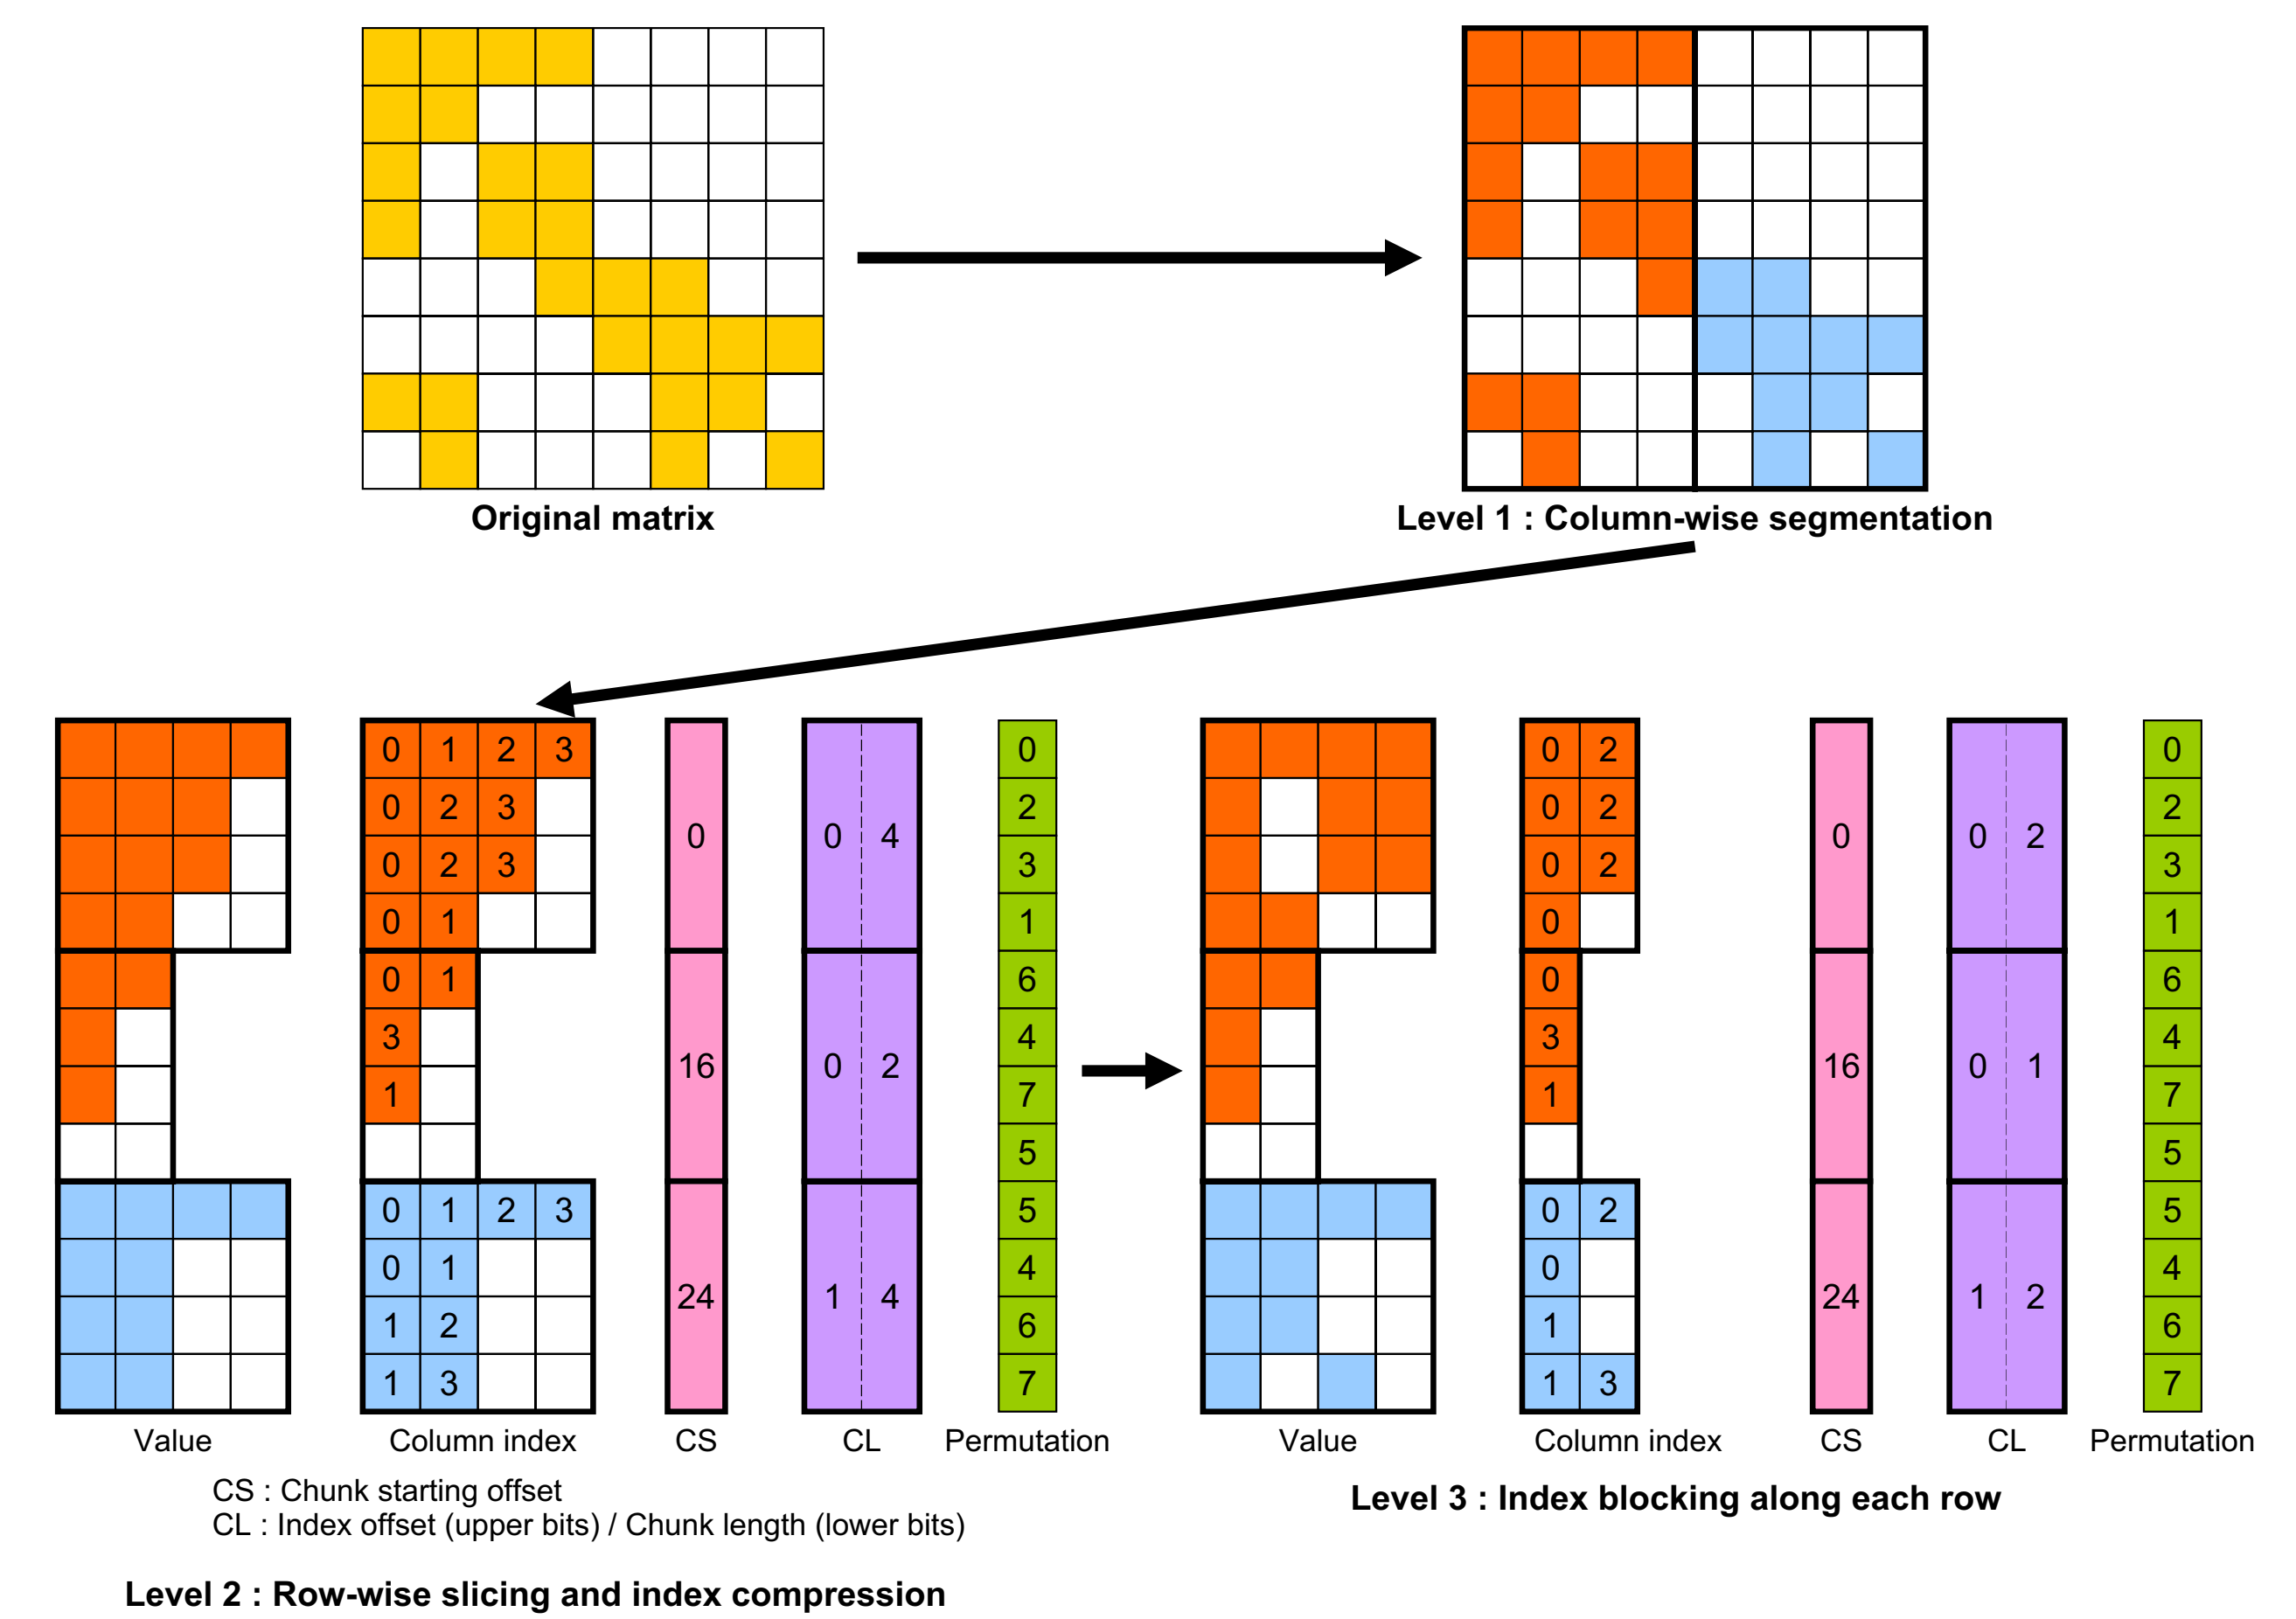 Original matrix
Level 1 : Column-wise segmentation
0 1 2 3 0 0 2 0 2 0
0 2 3 2 0 2 2
0 0 4 0 0 2
0 2 3 3 0 2 3
0 1 1 0 1
0 1 6 0 6
3 4 3 4
16 0 2 16 0 1
1 7 1 7
5 5
0 1 2 3 5 0 2 5
0 1 4 0 4
24 1 4 24 1 2
1 2 6 1 6
1 3 7 1 3 7
Value Column index CS CL Permutation Value Column index CS CL Permutation
CS : Chunk starting offset
CL : Index offset (upper bits) / Chunk length (lower bits)
Level 3 : Index blocking along each row
Level 2 : Row-wise slicing and index compression